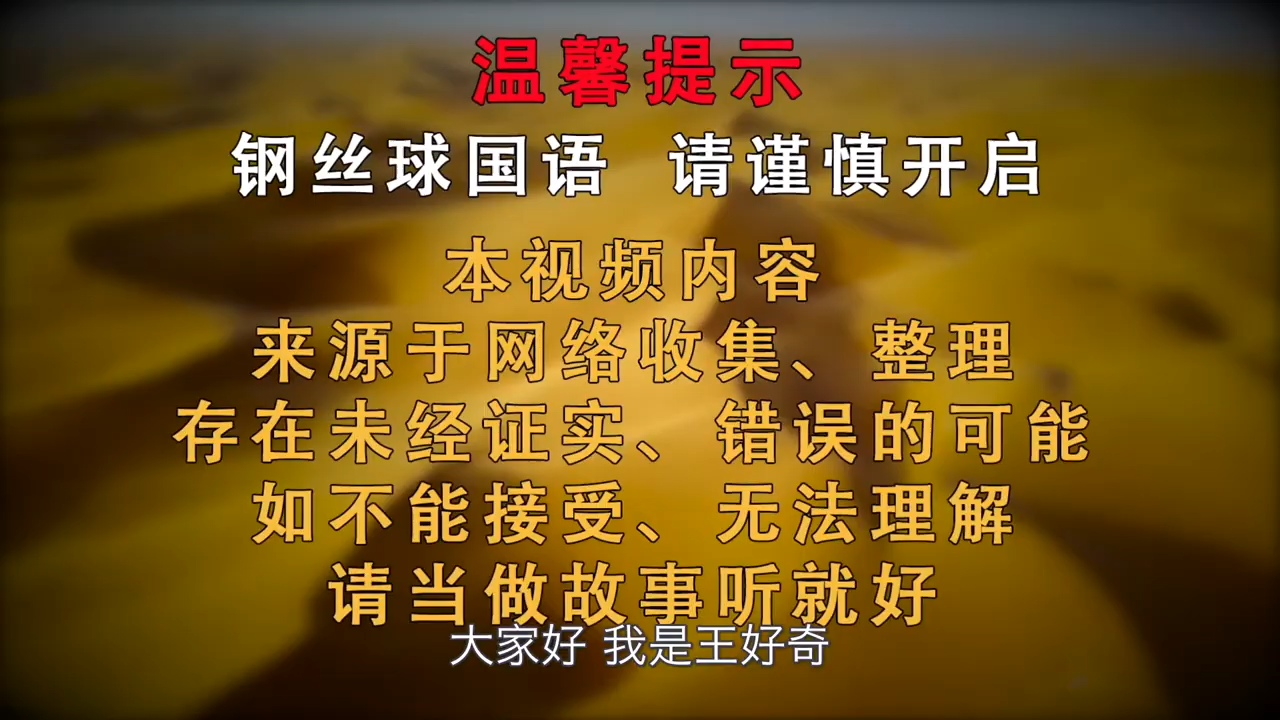 温馨提示
钢丝球国语 请谨慎开启
本视频内容
来源于网络收集、整理
存在未经证实、错误的可能
如不能接受、无法理解
请当做故事听就好
大家好 我是王好奇